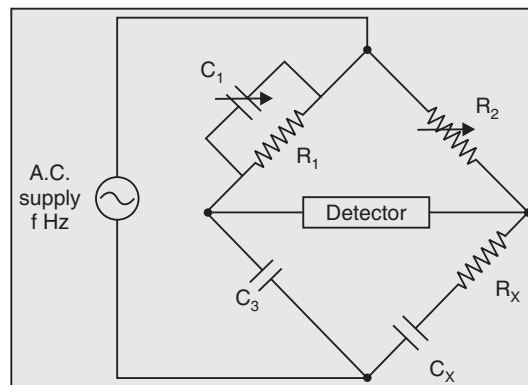 C₁
R₂
R₁
A.C.
supply
f Hz
Detector
C₃
Rₓ
Cₓ